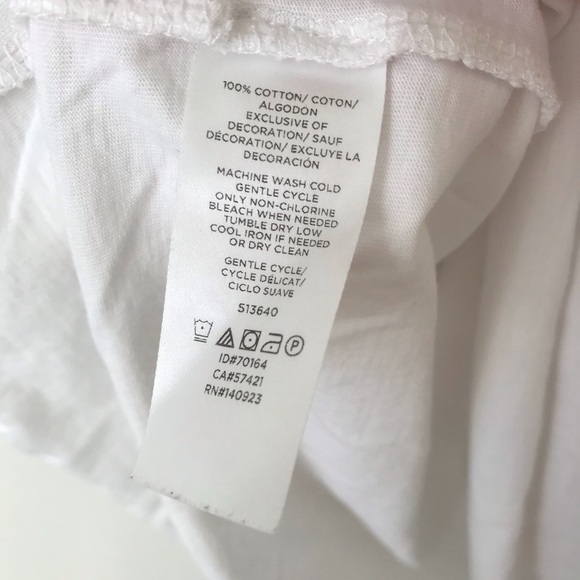 100% COTTON/ COTON/
ALGODÓN
EXCLUSIVE OF
DECORATION/ SAUF
DÉCORATION/ EXCLUYE LA
DECORACIÓN
MACHINE WASH COLD
GENTLE CYCLE
ONLY NON-CHLORINE
BLEACH WHEN NEEDED
TUMBLE DRY LOW
COOL IRON IF NEEDED
OR DRY CLEAN
GENTLE CYCLE/
CYCLE DÉLICAT/
CICLO SUAVE
513640
P
ID#70164
CA#57421
RN#140923